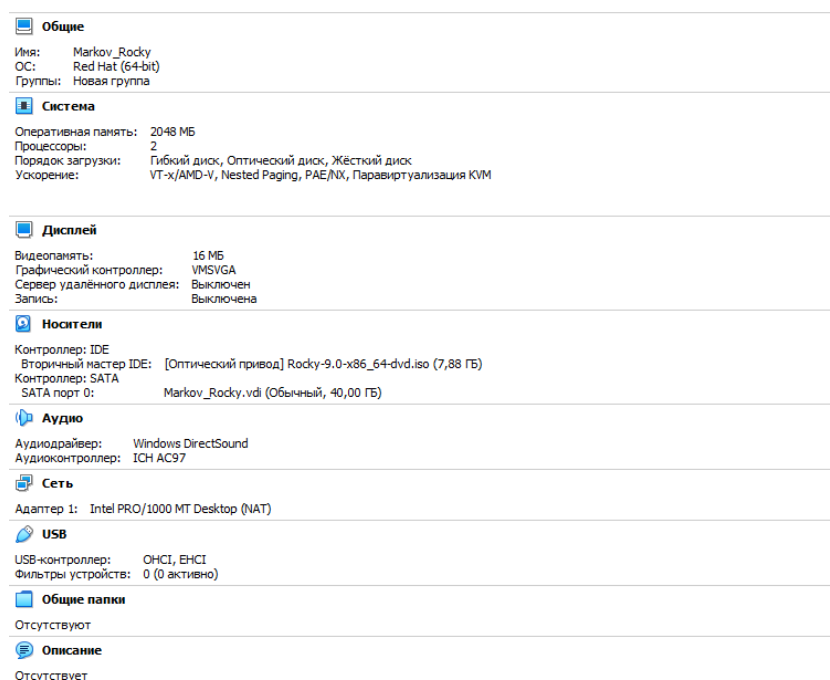 Общие
Имя: Markov_Rocky
ОС: Red Hat (64-bit)
Группы: Новая группа
Система
Оперативная память: 2048 МБ
Процессоры: 2
Порядок загрузки: Гибкий диск, Оптический диск, Жёсткий диск
Ускорение: VT-x/AMD-V, Nested Paging, PAE/NX, Паравиртуализация KVM
Дисплей
Видеопамять: 16 МБ
Графический контроллер: VMSVGA
Сервер удалённого дисплея: Выключен
Запись: Выключена
Носители
Контроллер: IDE
Вторичный мастер IDE: [Оптический привод] Rocky-9.0-x86_64-dvd.iso (7,88 ГБ)
Контроллер: SATA
SATA порт 0: Markov_Rocky.vdi (Обычный, 40,00 ГБ)
Аудио
Аудиодрайвер: Windows DirectSound
Аудиоконтроллер: ICH AC97
Сеть
Адаптер 1: Intel PRO/1000 MT Desktop (NAT)
USB
USB-контроллер: OHCI, EHCI
Фильтры устройств: 0 (0 активно)
Общие папки
Отсутствуют
Описание
Отсутствует